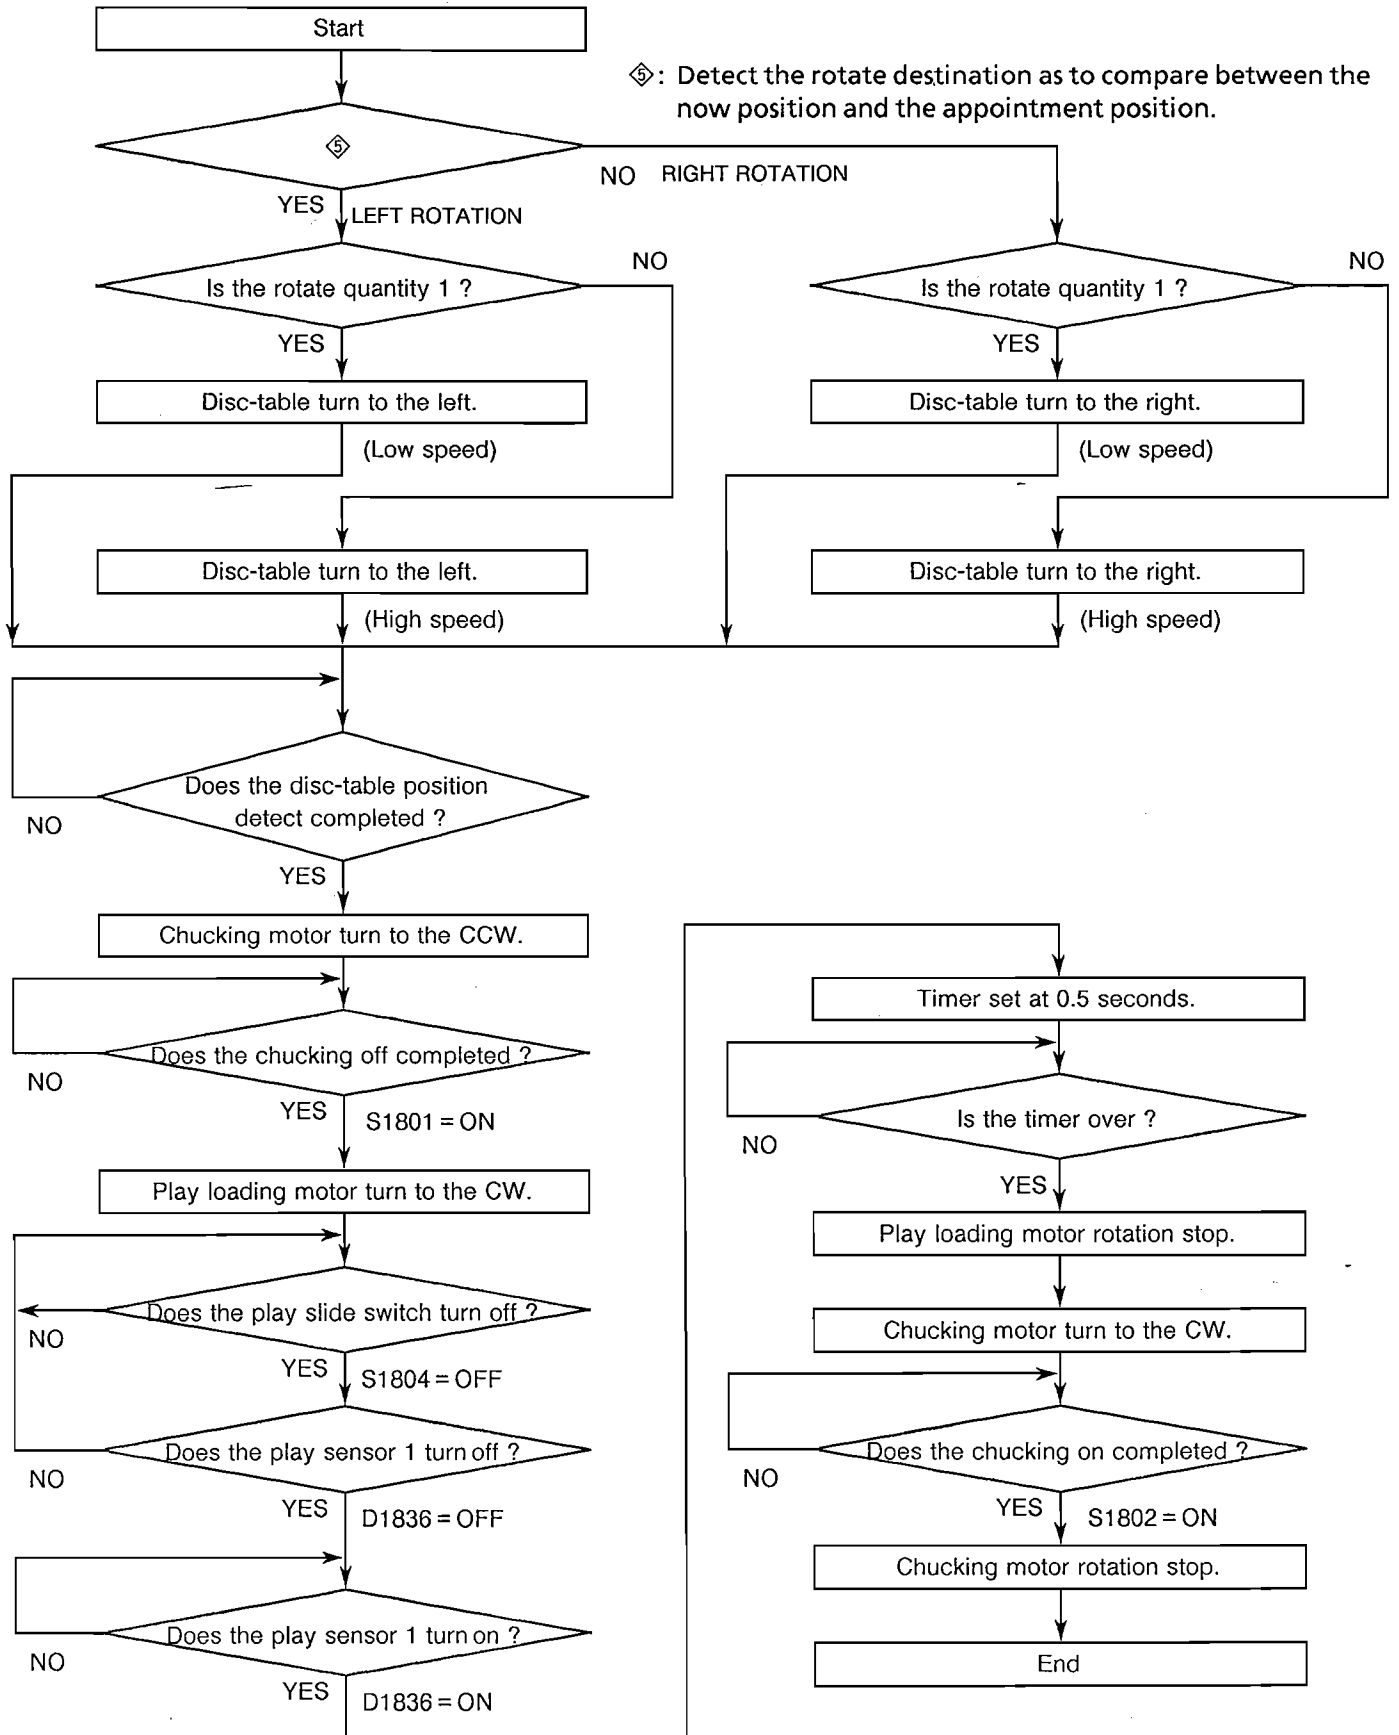 Start
5 : Detect the rotate destination as to compare between the
now position and the appointment position.
5
NO RIGHT ROTATION
YES LEFT ROTATION
NO
NO
Is the rotate quantity 1 ?
Is the rotate quantity 1 ?
YES
YES
Disc-table turn to the left.
Disc-table turn to the right.
(Low speed)
(Low speed)
Disc-table turn to the left.
Disc-table turn to the right.
(High speed)
(High speed)
Does the disc-table position
detect completed ?
NO
YES
Chucking motor turn to the CCW.
Does the chucking off completed ?
NO
YES
S1801 = ON
Play loading motor turn to the CW.
Does the play slide switch turn off ?
NO
YES
S1804 = OFF
Does the play sensor 1 turn off ?
NO
YES
D1836 = OFF
Does the play sensor 1 turn on ?
NO
YES
D1836 = ON
Timer set at 0.5 seconds.
Is the timer over ?
NO
YES
Play loading motor rotation stop.
Chucking motor turn to the CW.
Does the chucking on completed ?
NO
YES
S1802 = ON
Chucking motor rotation stop.
End